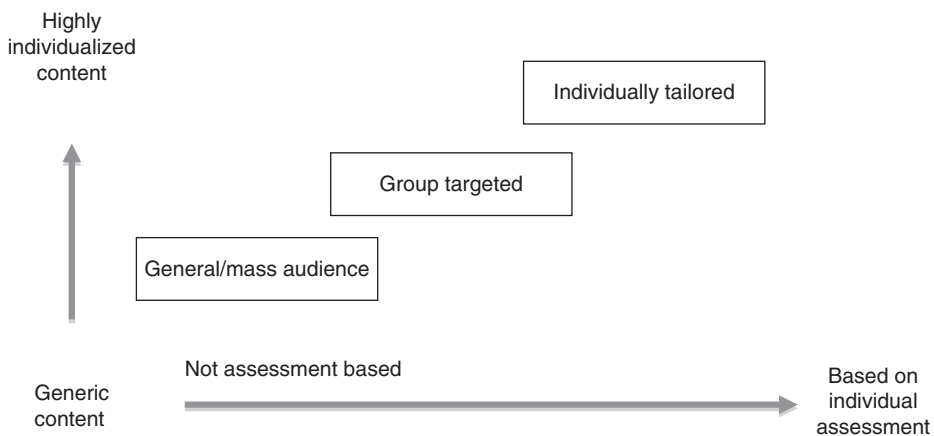 Highly
individualized
content
Individually tailored
Group targeted
General/mass audience
Not assessment based
Generic
content
Based on
individual
assessment